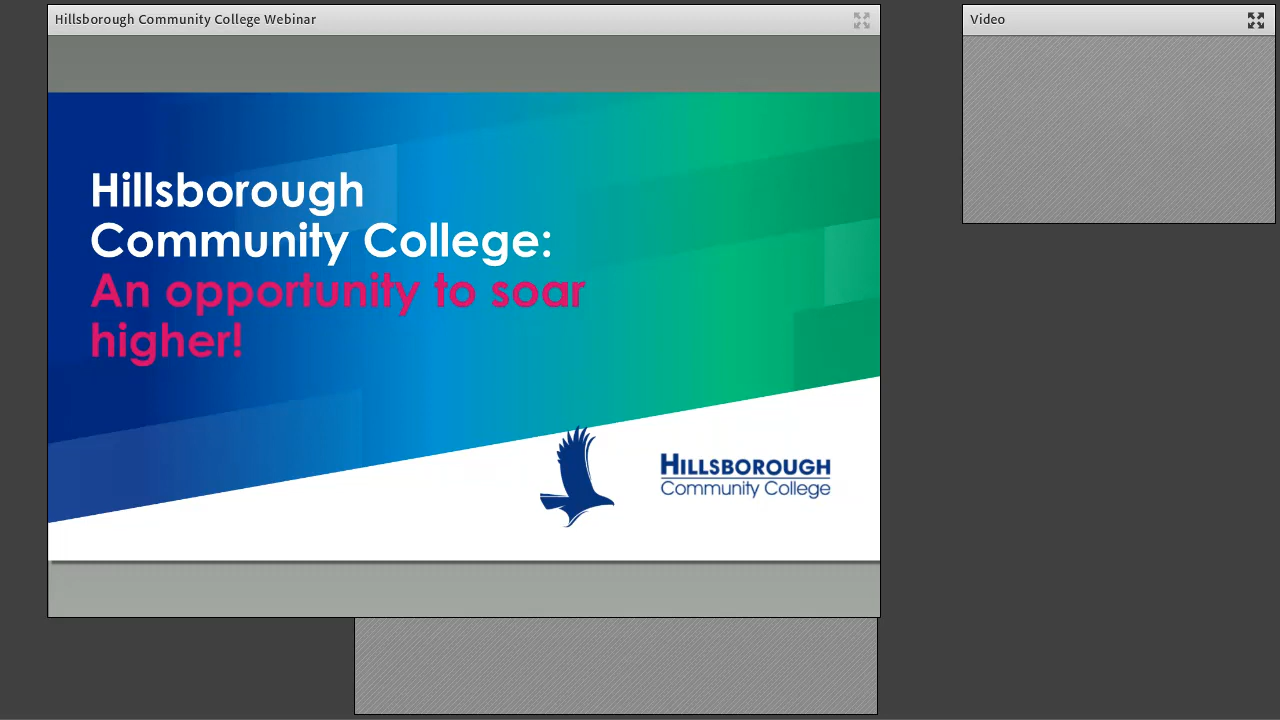 Hillsborough Community College Webinar
Video
Hillsborough
Community College:
An opportunity to soar
higher!
HILLSBOROUGH
Community College